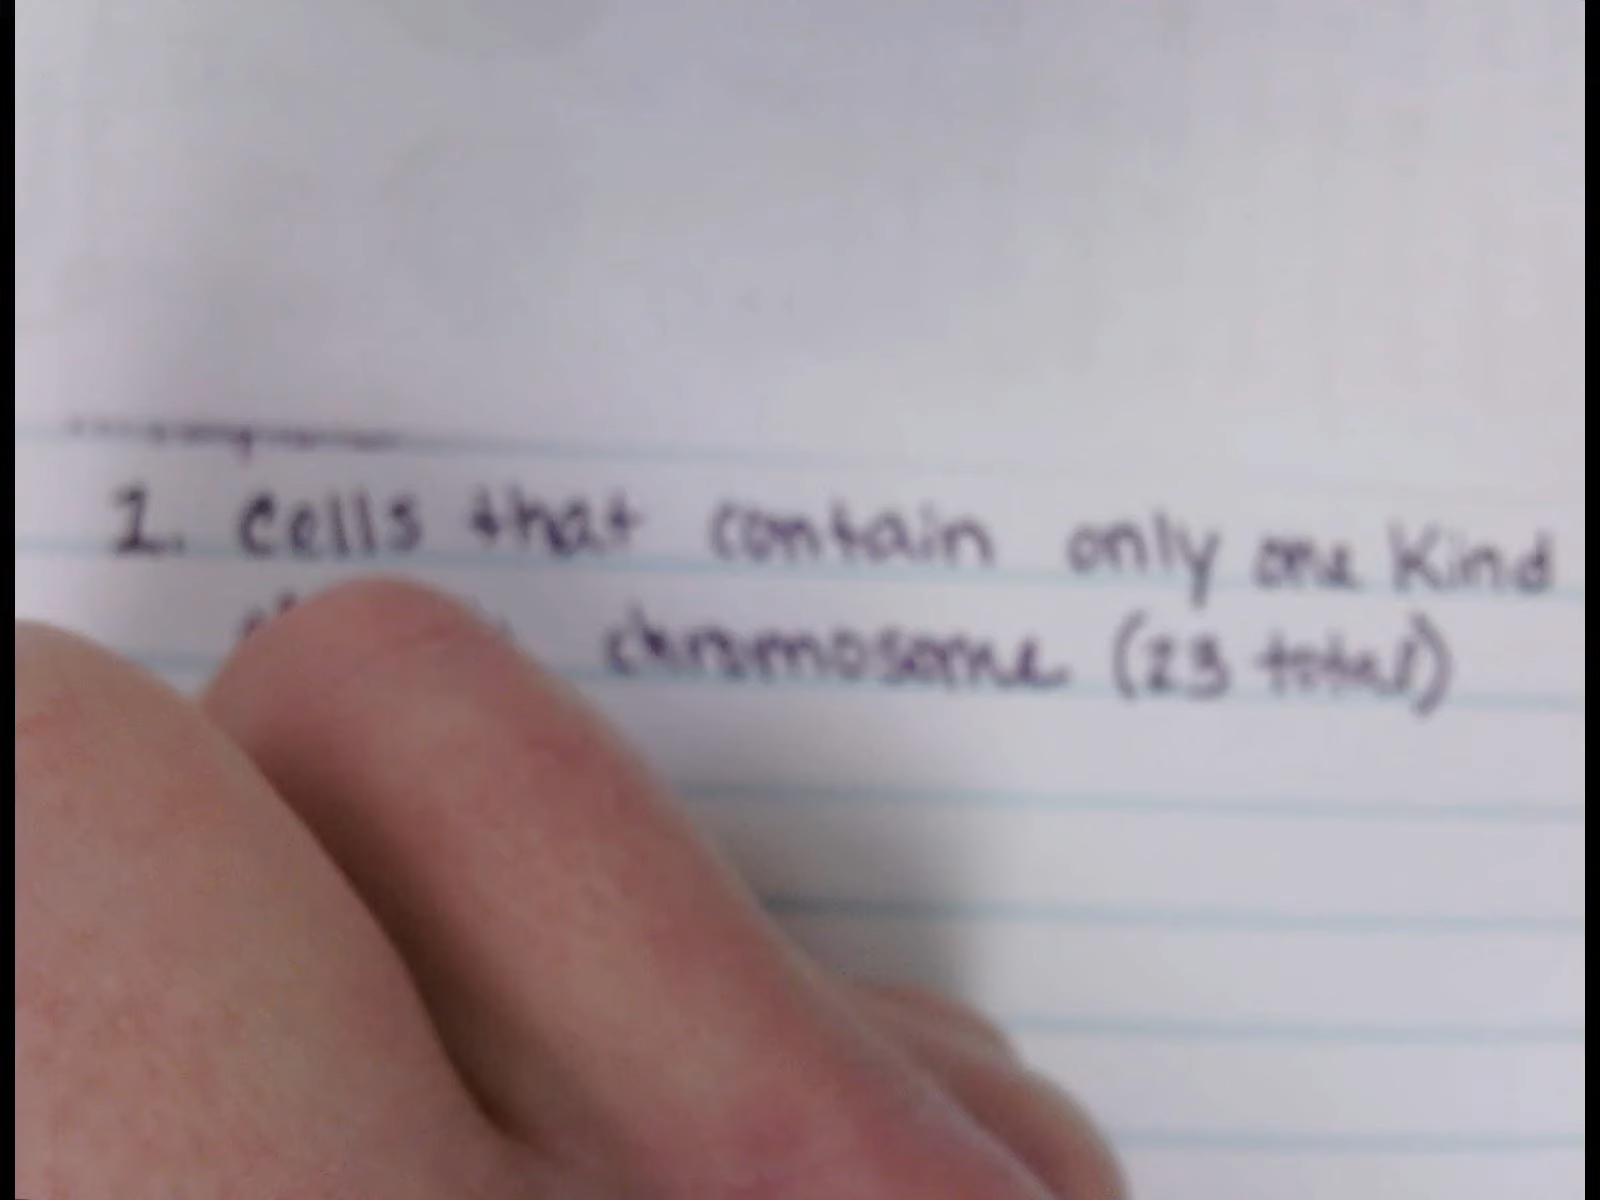 1. Cells that contain only one Kind
chromosome (23 total)